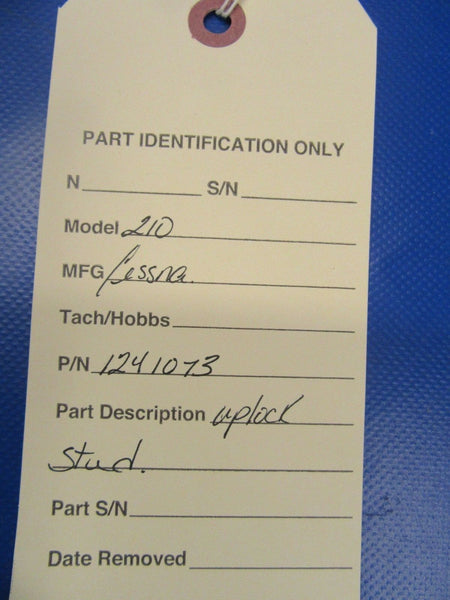 PART IDENTIFICATION ONLY
N S/N
Model 210
MFG Cessna.
Tach/Hobbs
P/N 1241073
Part Description uplock
Stud.
Part S/N
Date Removed